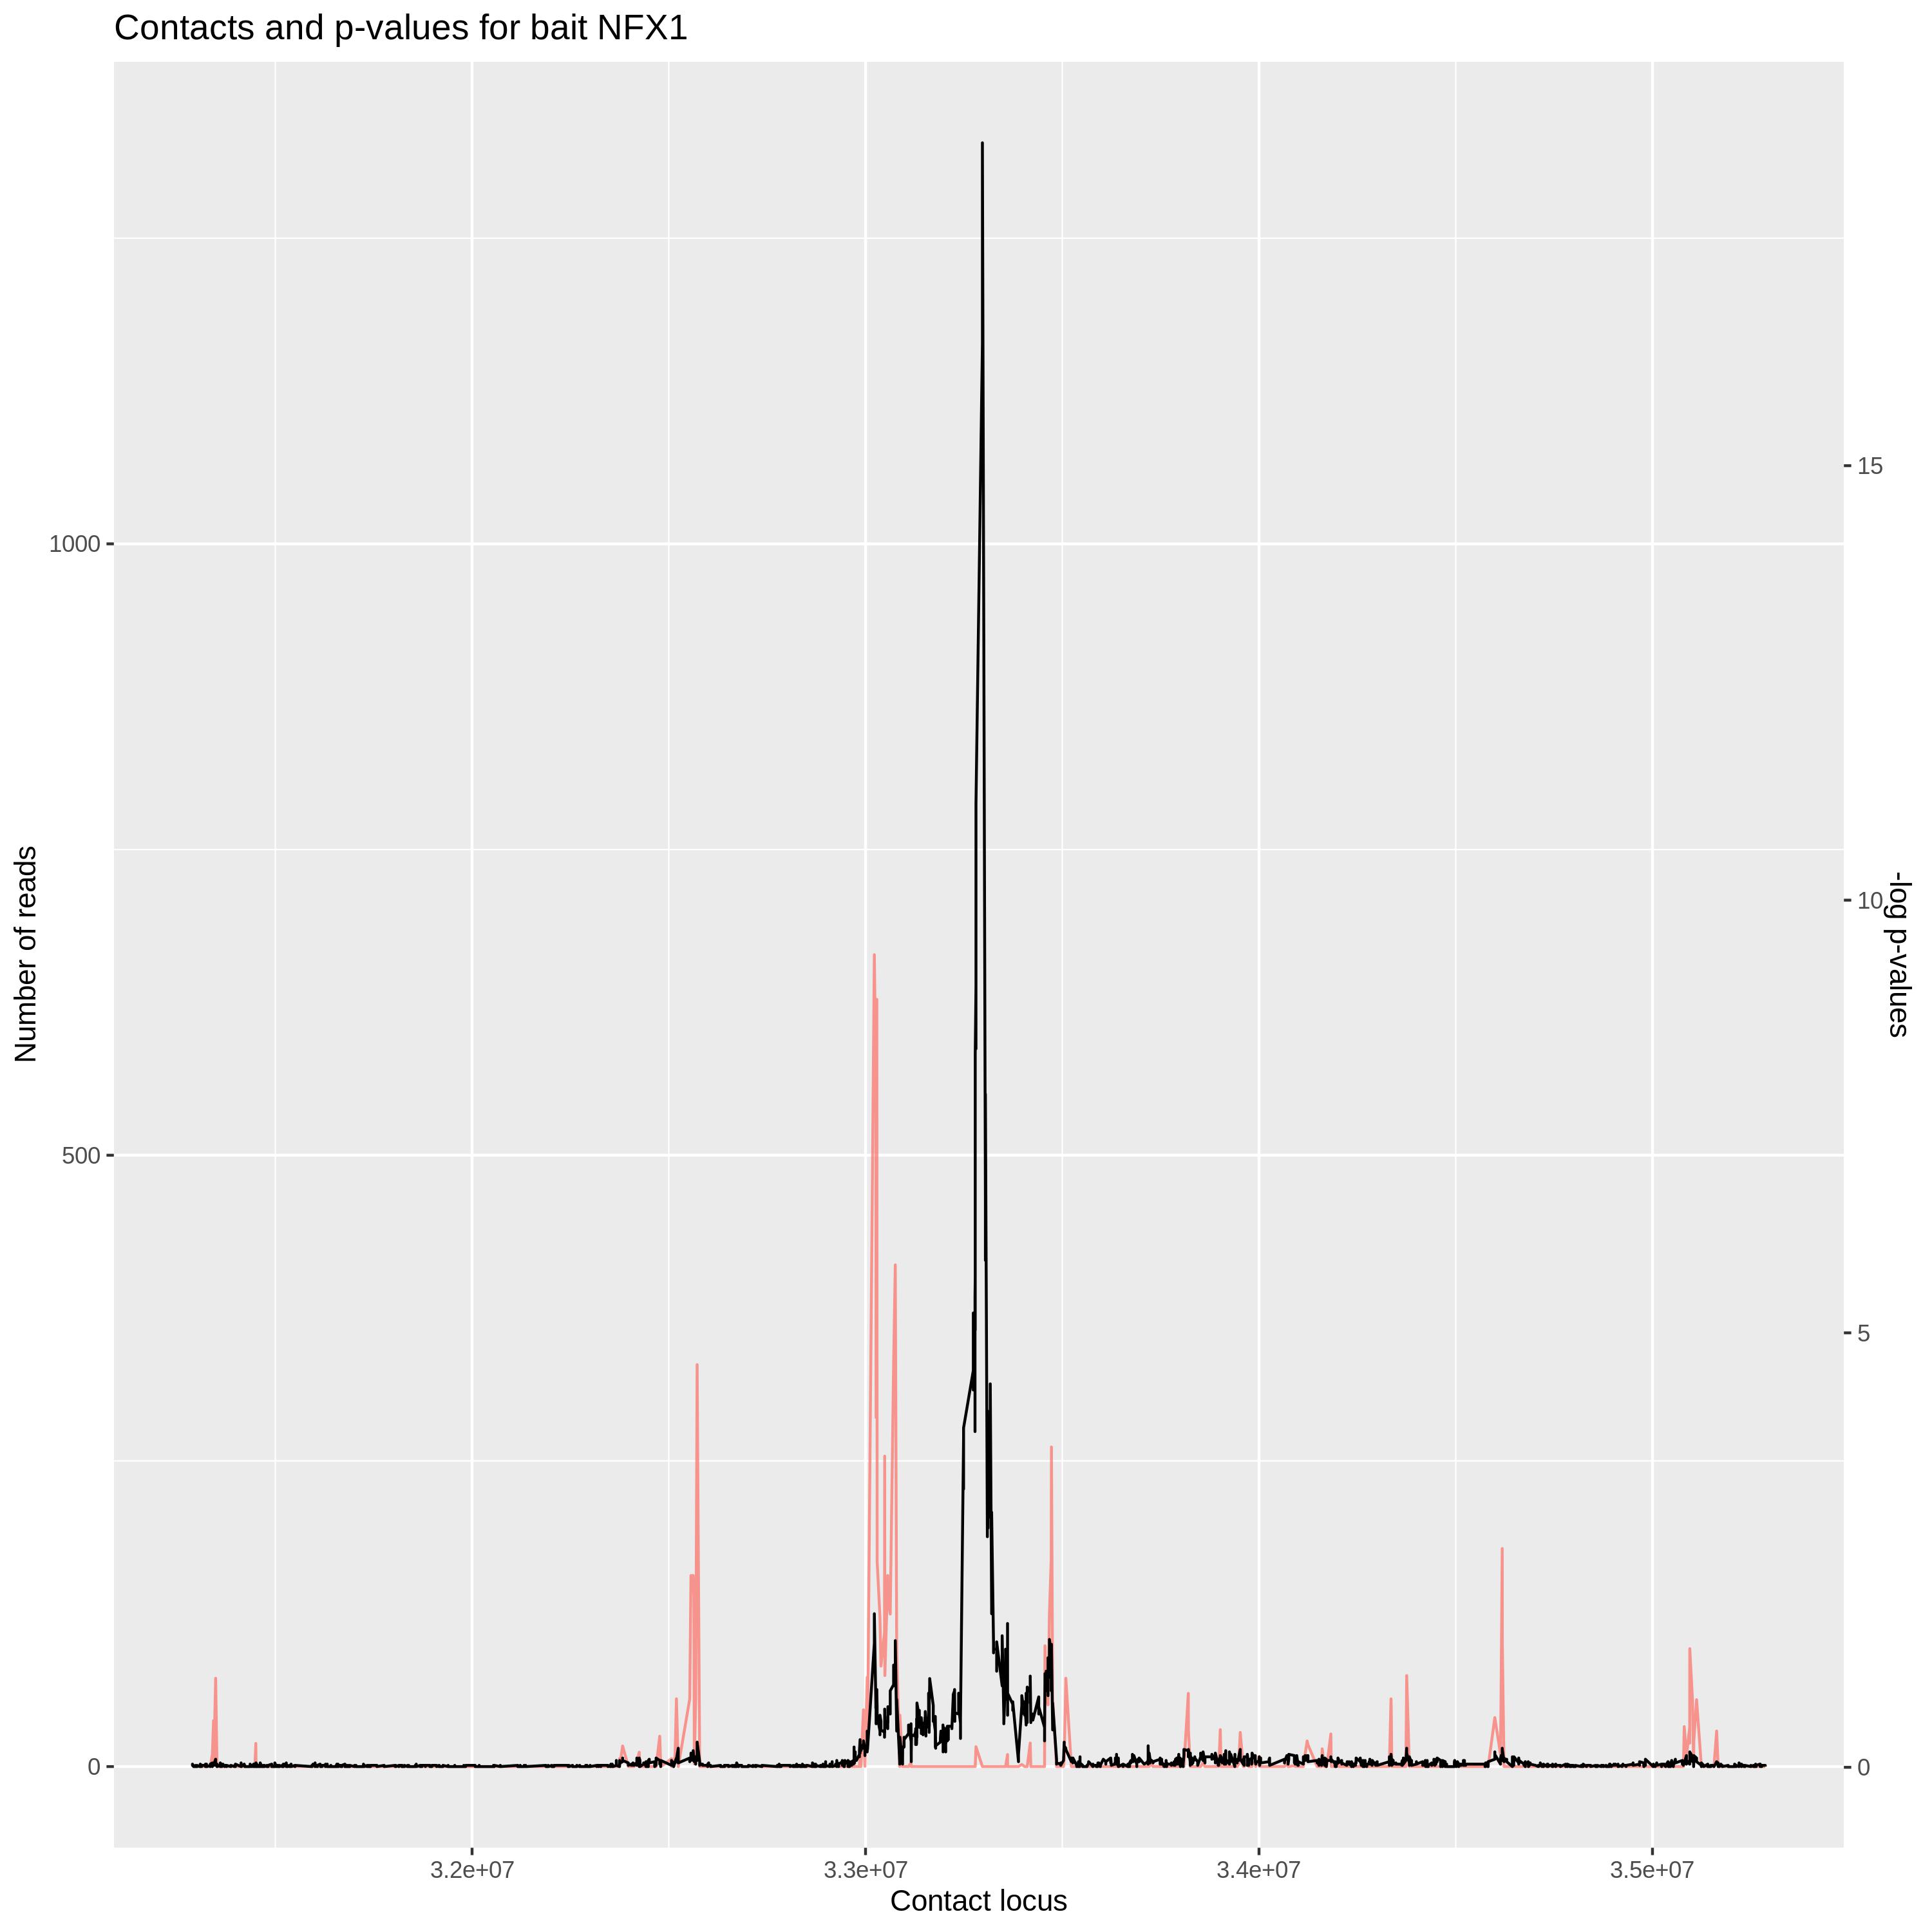 Contacts and p-values for bait NFX1
Number of reads
1000
500
0
15
10
5
0
-log p-values
3.2e+07
3.3e+07
3.4e+07
3.5e+07
Contact locus